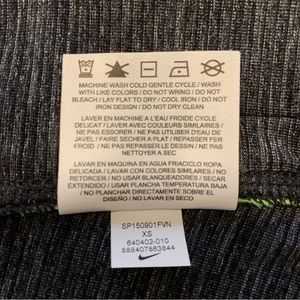 MACHINE WASH COLD GENTLE CYCLE / WASH
WITH LIKE COLORS / DO NOT WRING / DO NOT
BLEACH / LAY FLAT TO DRY / COOL IRON / DO NOT
IRON DESIGN / DO NOT DRY CLEAN
LAVER EN MACHINE A L'EAU FROIDE CYCLE
DELICAT / LAVER AVEC COULEURS SIMILAIRES /
NE PAS ESSORER / NE PAS UTILISER D'EAU DE
JAVEL / FAIRE SECHER A PLAT / REPASSER FER
FROID / NE PAS REPASSER L'IMPRIME / NE PAS
NETTOYER A SEC
LAVAR EN MAQUINA EN AGUA FRIA/CICLO ROPA
DELICADA / LAVAR CON COLORES SIMILARES / NO
RETORCER / NO USAR BLANQUEADOR / SECAR
EXTENDIDO / USAR PLANCHA TEMPERATURA BAJA
/ NO PLANCHAR DIRECTAMENTE SOBRE EL
DISEÑO / NO LAVAR EN SECO
SP150901FVN
XS
640402-010
888407863844